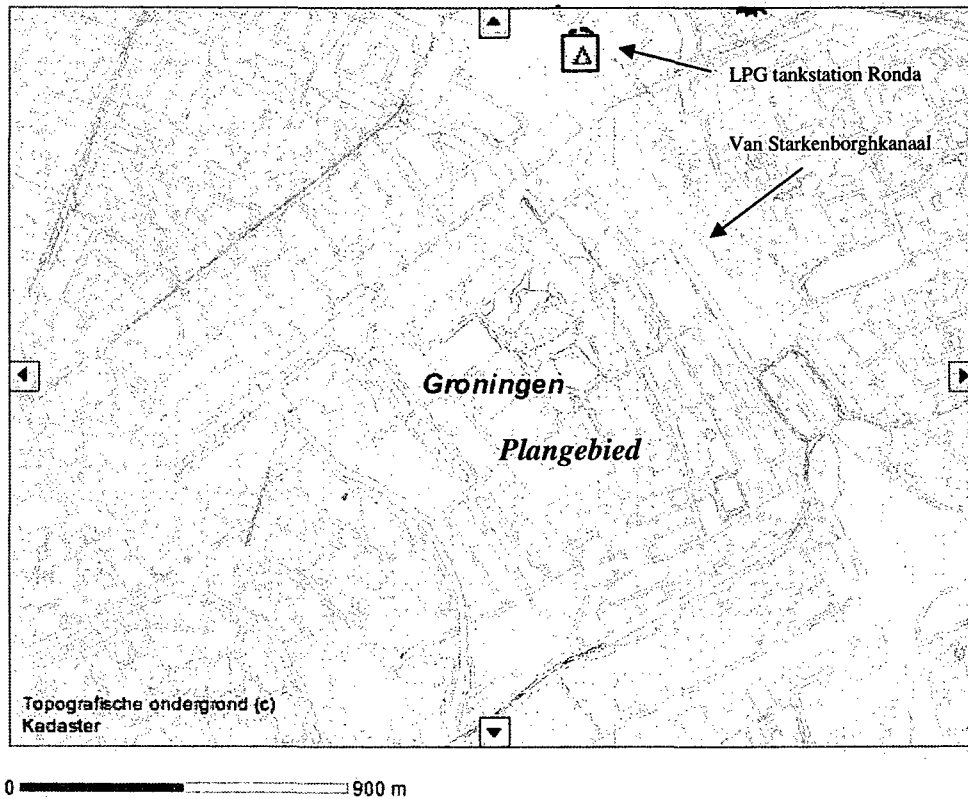 LPG tankstation Ronda
Van Starkenborghkanaal
Groningen
Plangebied
Topografische ondergrond (c)
Kadaster
0 900 m